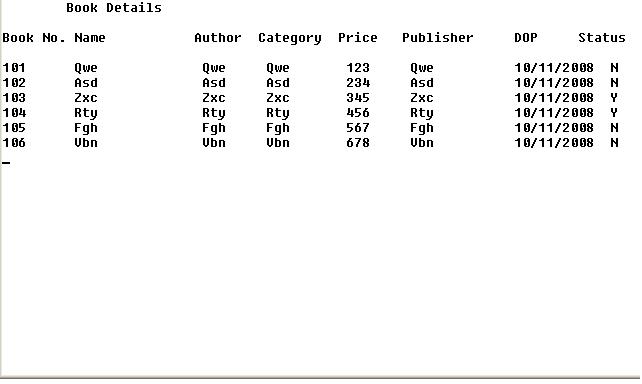 Book Details
Book No. Name Author Category Price Publisher DOP Status
101 Qwe Qwe Qwe 123 Qwe 10/11/2008 N
102 Asd Asd Asd 234 Asd 10/11/2008 N
103 Zxc Zxc Zxc 345 Zxc 10/11/2008 Y
104 Rty Rty Rty 456 Rty 10/11/2008 Y
105 Fgh Fgh Fgh 567 Fgh 10/11/2008 N
106 Vbn Vbn Vbn 678 Vbn 10/11/2008 N